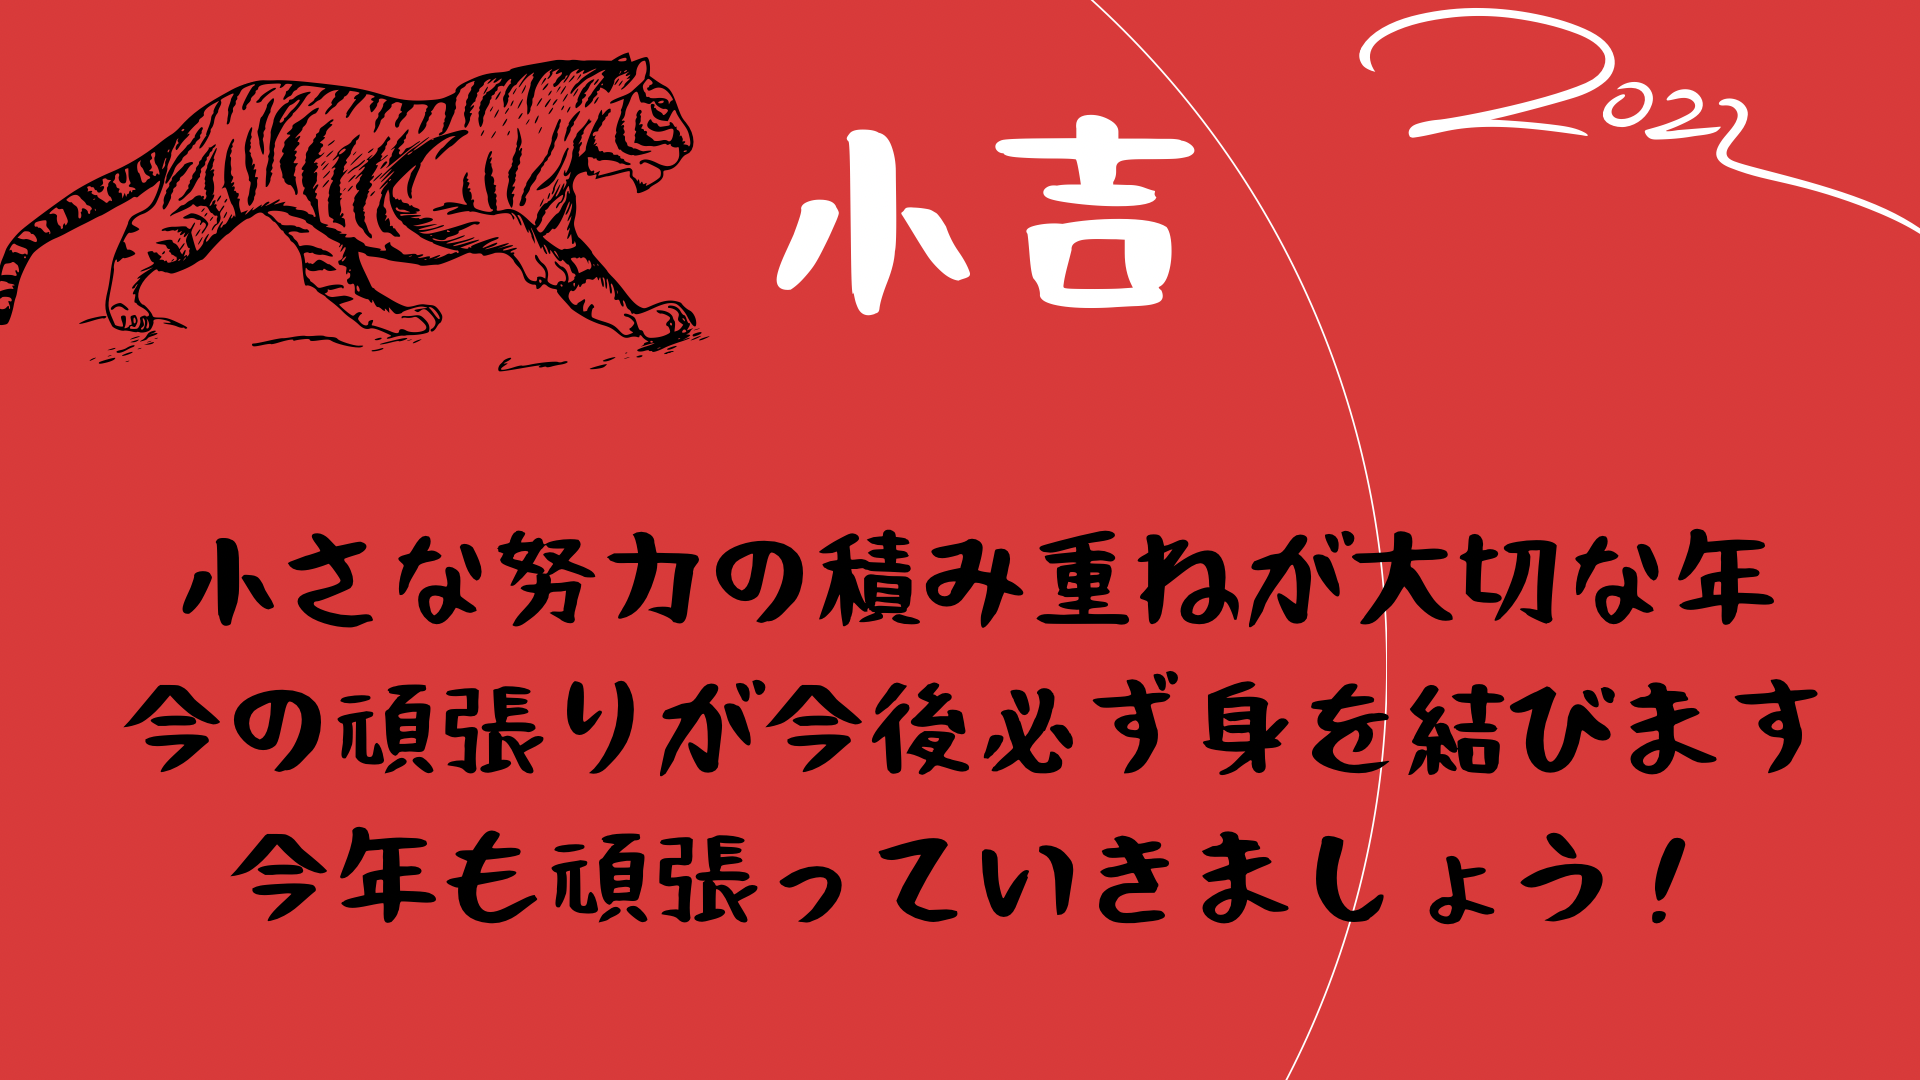 小吉
2022
小さな努力の積み重ねが大切な年
今の頑張りが今後必ず身を結びます
今年も頑張っていきましょう！